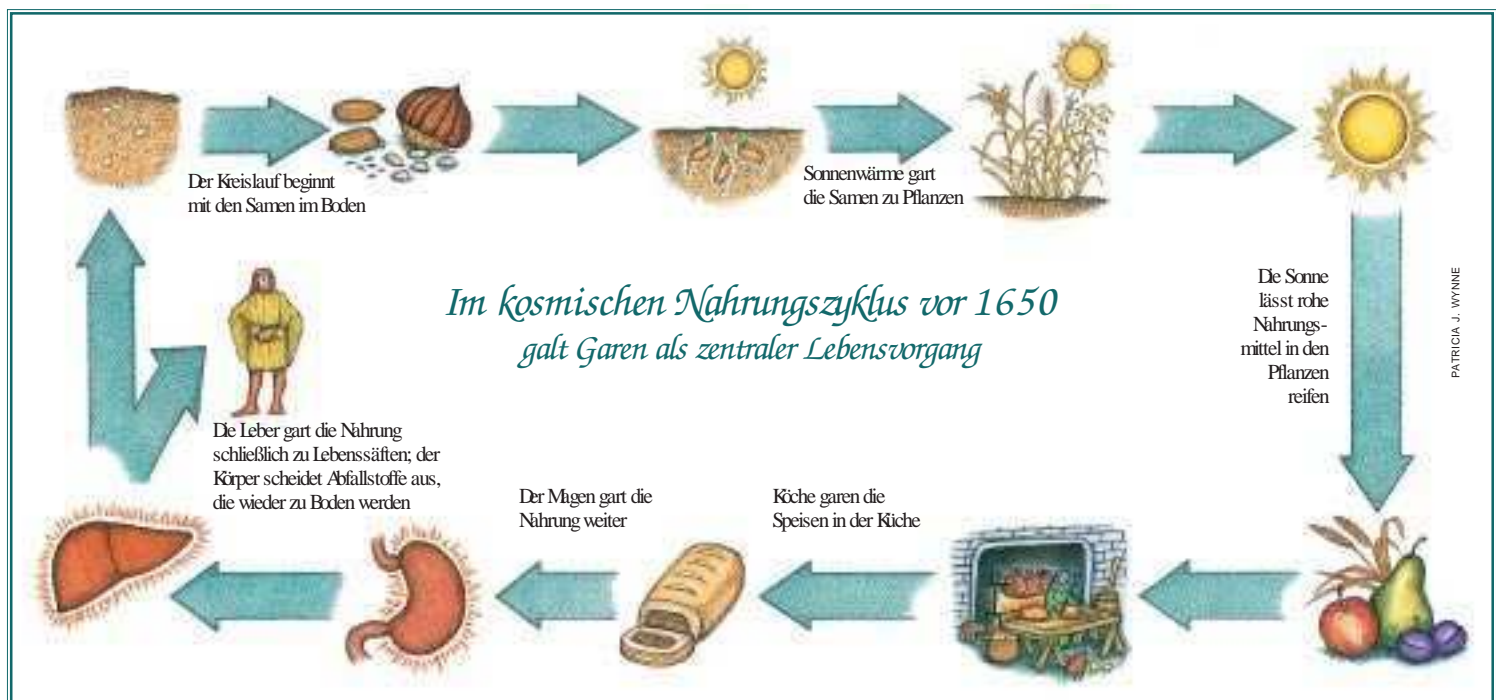 Der Kreislauf beginnt
mit den Samen im Boden
Sonnenwärme gart
die Samen zu Pflanzen
Im kosmischen Nahrungszyklus vor 1650
galt Garen als zentraler Lebensvorgang
Die Sonne
lässt rohe
Nahrungs-
mittel in den
Pflanzen
reifen
PATRICIA J. WYNNE
Die Leber gart die Nahrung
schließlich zu Lebenssäften; der
Körper scheidet Abfallstoffe aus,
die wieder zu Boden werden
Der Magen gart die
Nahrung weiter
Köche garen die
Speisen in der Küche